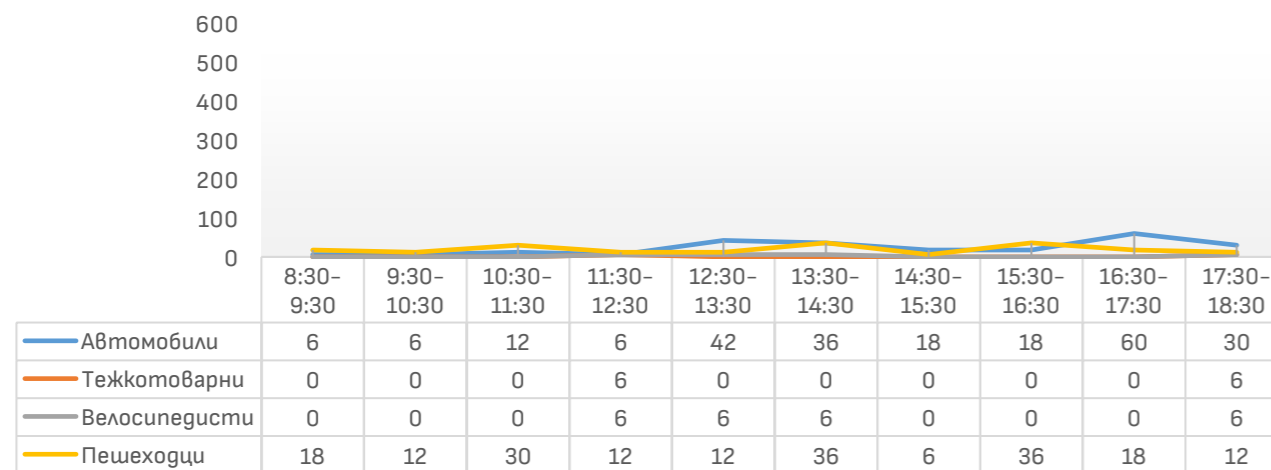 600
500
400
300
200
100
0
8:30- 9:30- 10:30- 11:30- 12:30- 13:30- 14:30- 15:30- 16:30- 17:30-
9:30 10:30 11:30 12:30 13:30 14:30 15:30 16:30 17:30 18:30
Автомобили 6 6 12 6 42 36 18 18 60 30
Тежкотоварни 0 0 0 6 0 0 0 0 0 6
Велосипедисти 0 0 0 6 6 6 0 0 0 6
Пешеходци 18 12 30 12 12 36 6 36 18 12